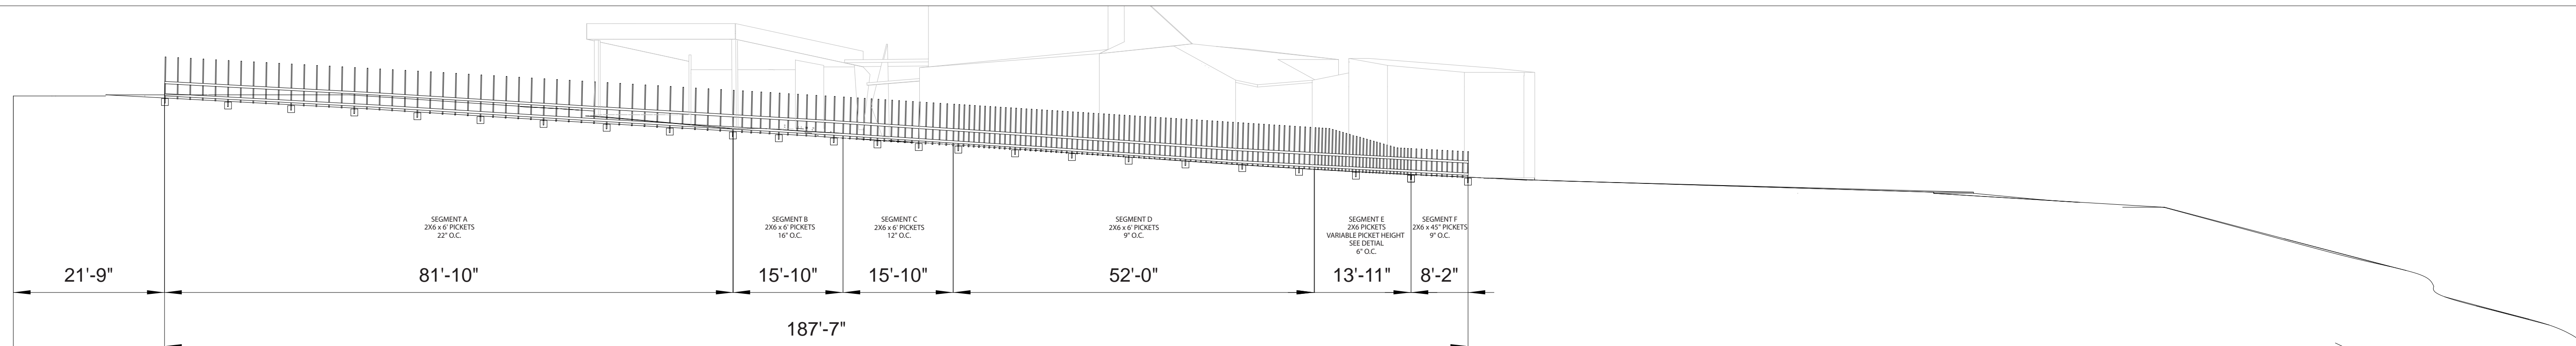 SEGMENT A
2X6 x 6' PICKETS
22" O.C.
SEGMENT B
2X6 x 6' PICKETS
16" O.C.
SEGMENT C
2X6 x 6' PICKETS
12" O.C.
SEGMENT D
2X6 x 6' PICKETS
9" O.C.
SEGMENT E
2X6 PICKETS
VARIABLE PICKET HEIGHT
SEE DETIAL
6" O.C.
SEGMENT F
2X6 x 45" PICKETS
9" O.C.
21'-9"
81'-10"
15'-10"
15'-10"
52'-0"
13'-11"
8'-2"
187'-7"